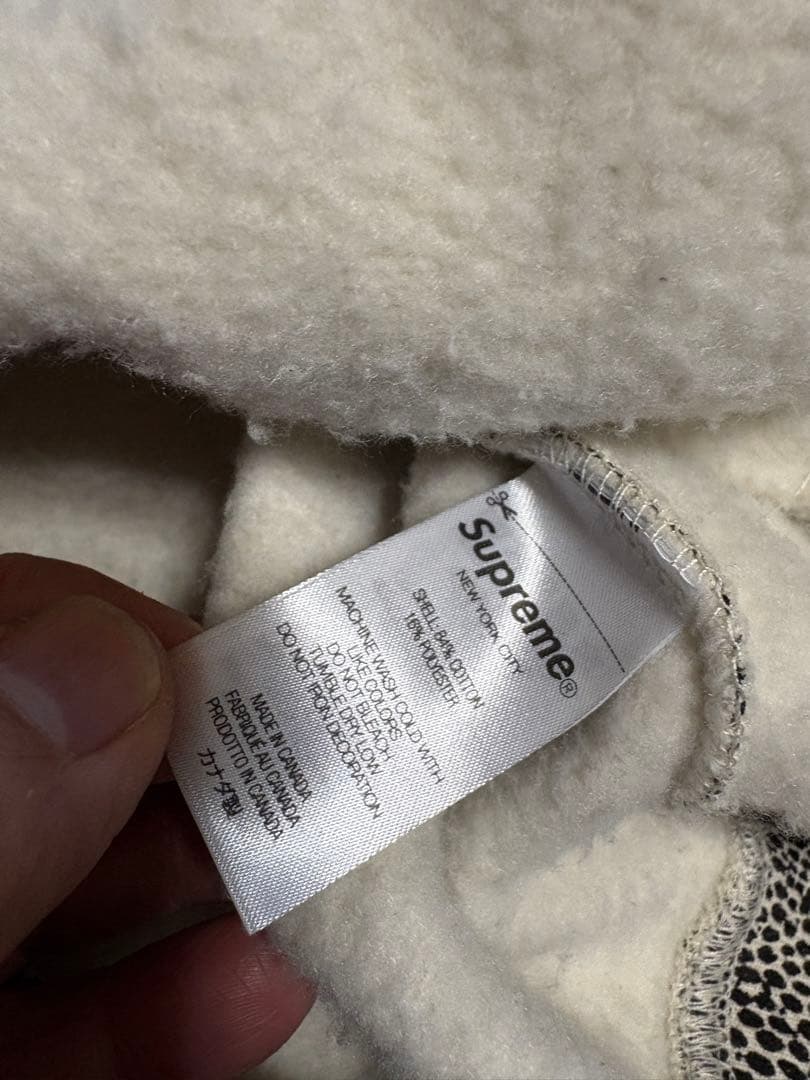 Supreme®
NEW YORK CITY
SHELL: 84% COTTON
16% POLYESTER
MACHINE WASH COLD WITH
LIKE COLORS
DO NOT BLEACH
TUMBLE DRY LOW
DO NOT IRON DECORATION
MADE IN CANADA
FABRIQUÉ AU CANADA
PRODOTTO IN CANADA
カナダ製